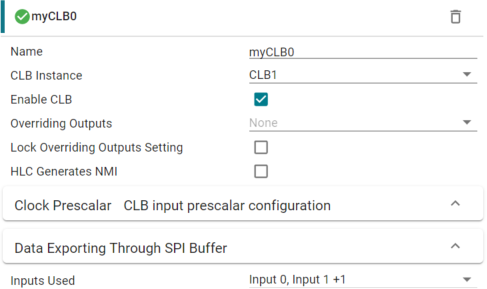 myCLB0
Name myCLB0
CLB Instance CLB1
Enable CLB
Overriding Outputs None
Lock Overriding Outputs Setting
HLC Generates NMI
Clock Prescalar CLB input prescalar configuration
Data Exporting Through SPI Buffer
Inputs Used Input 0, Input 1 +1